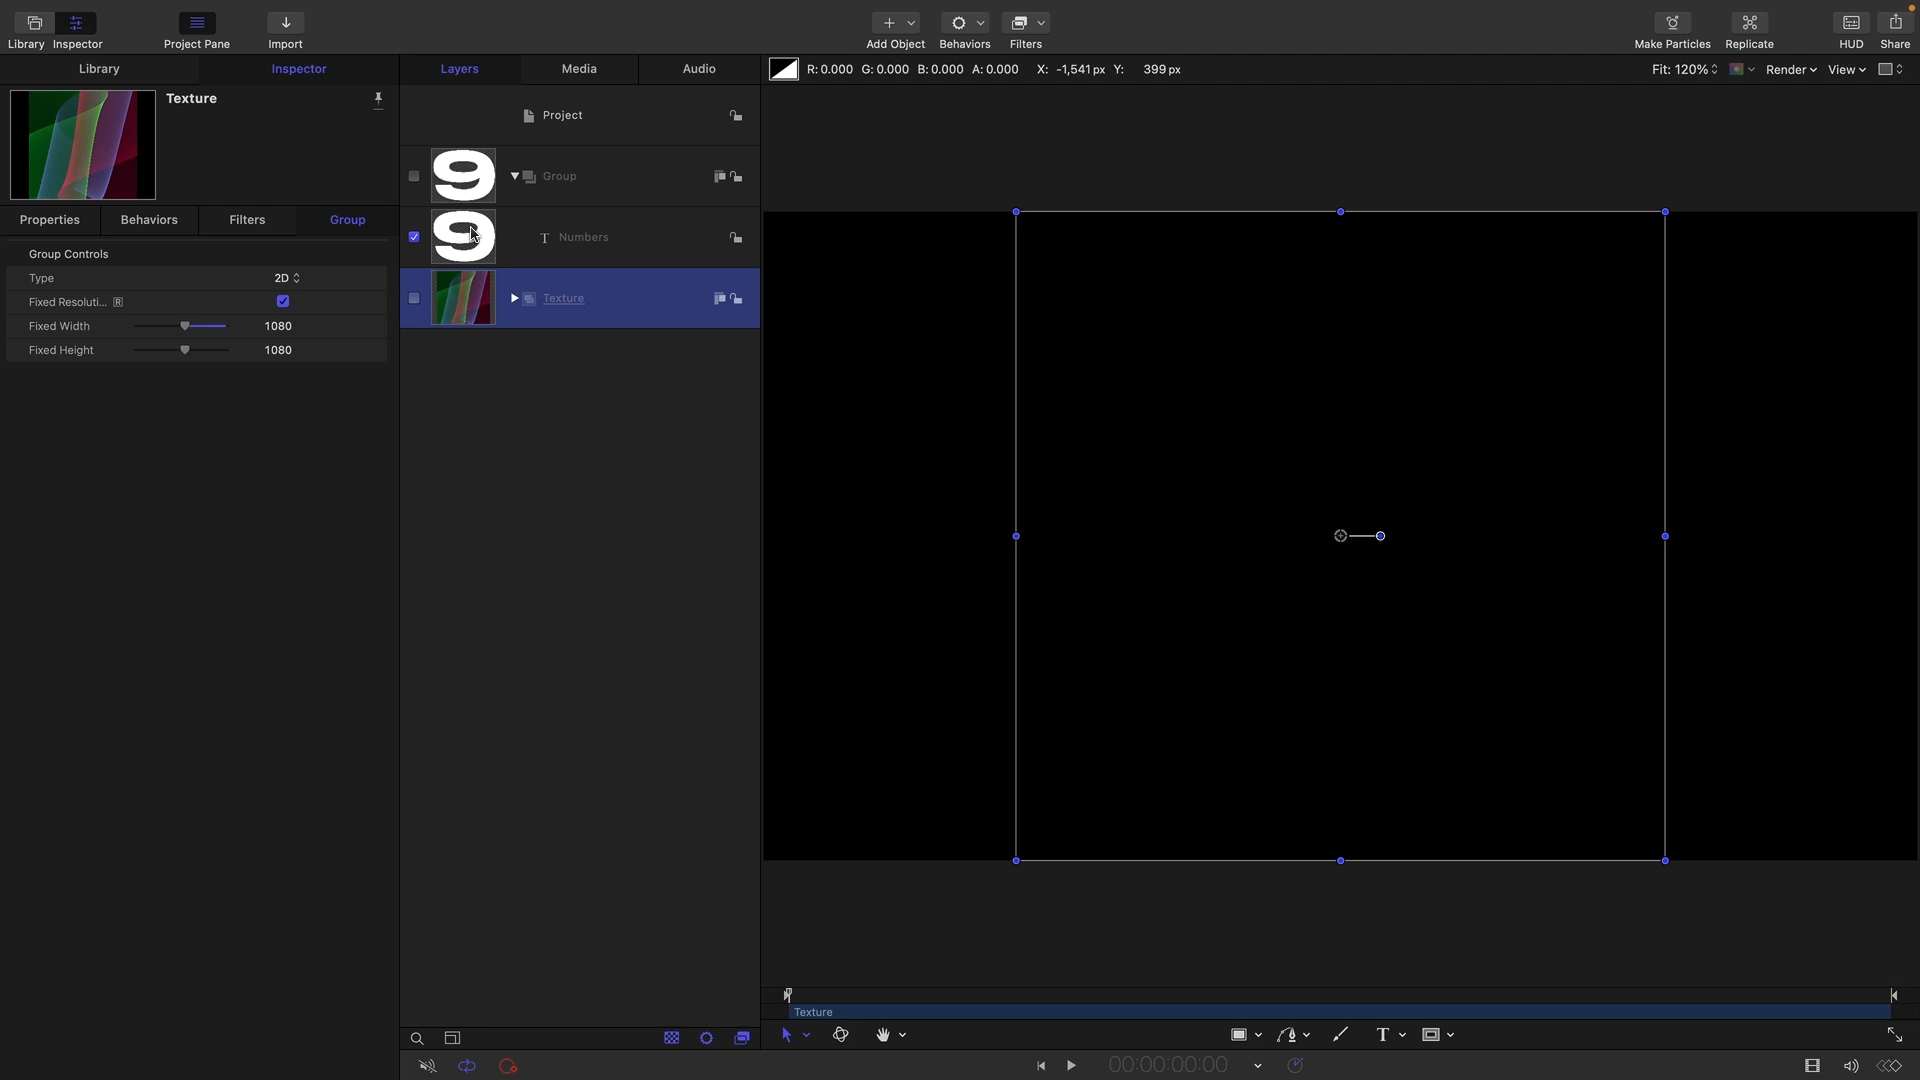 Library Inspector Project Pane Import Add Object Behaviors Filters Make Particles Replicate HUD Share
Library Inspector Layers Media Audio R: 0.000 G: 0.000 B: 0.000 A: 0.000 X: -1,541 px Y: 399 px Fit: 120% Render View
Texture
Project
9 Group
Properties Behaviors Filters Group
9 T Numbers
Group Controls
Type 2D
Fixed Resoluti... R
Texture
Fixed Width 1080
Fixed Height 1080
Texture
T
00:00:00:00